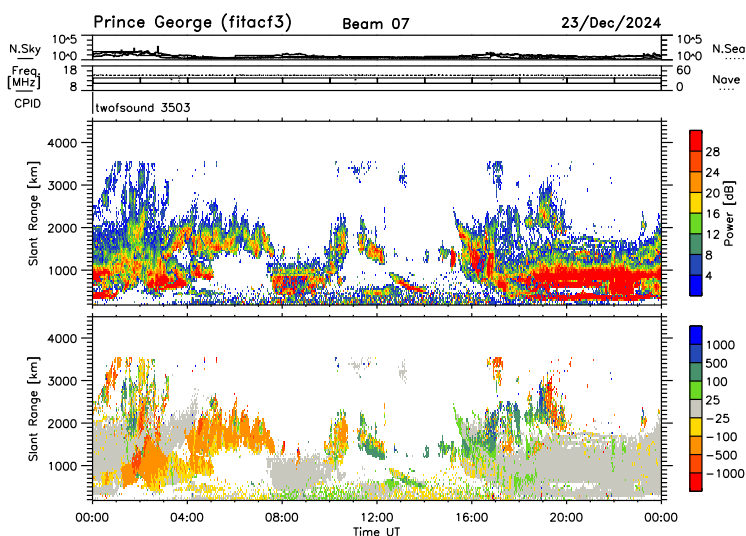 Prince George (fitacf3) Beam 07 23/Dec/2024
N.Sky 10^5 10^0 10^5 10^0 N.Sea
Freq. [MHz] 18 8 60 0 Nave
CPID twofsound 3503
Slant Range [km] 4000 3000 2000 1000
28 24 20 16 12 8 4 Power [dB]
Slant Range [km] 4000 3000 2000 1000
1000 500 100 25 -25 -100 -500 -1000
00:00 04:00 08:00 12:00 16:00 20:00 00:00
Time UT